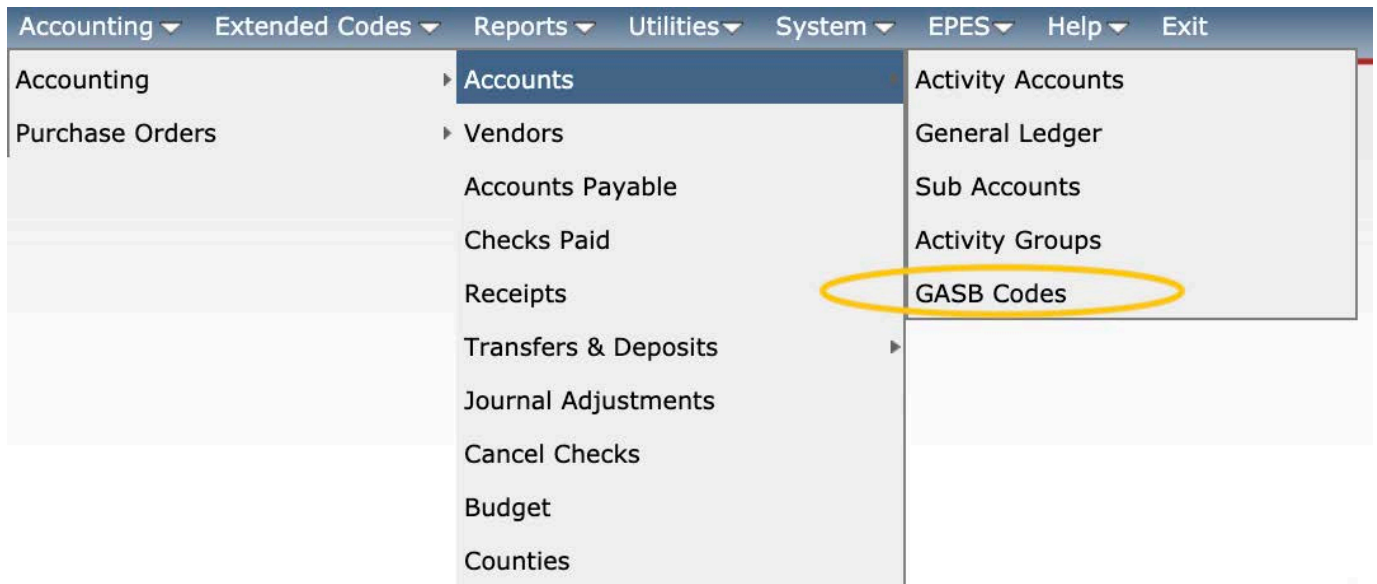 Accounting Extended Codes Reports Utilities System EPES Help Exit
Accounting
Purchase Orders
Accounts
Vendors
Accounts Payable
Checks Paid
Receipts
Transfers & Deposits
Journal Adjustments
Cancel Checks
Budget
Counties
Activity Accounts
General Ledger
Sub Accounts
Activity Groups
GASB Codes